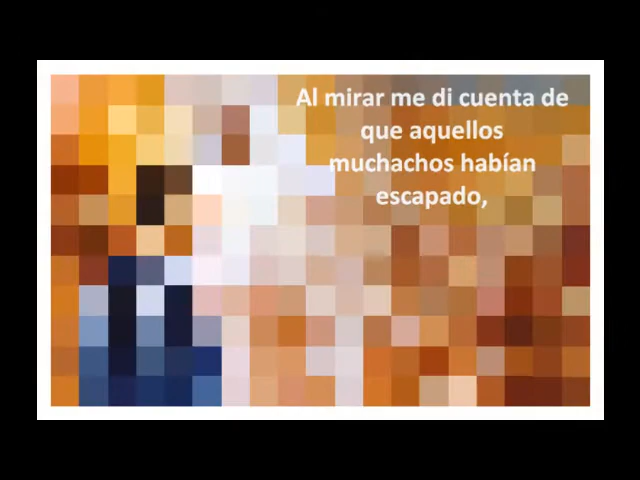 Al mirar me di cuenta de
que aquellos
muchachos habían
escapado,